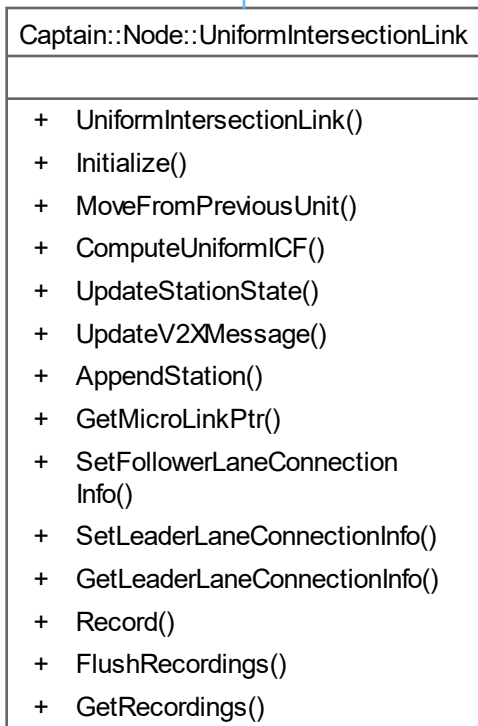 Captain::Node::UniformIntersectionLink
+ UniformIntersectionLink()
+ Initialize()
+ MoveFromPreviousUnit()
+ ComputeUniformICF()
+ UpdateStationState()
+ UpdateV2XMessage()
+ AppendStation()
+ GetMicroLinkPtr()
+ SetFollowerLaneConnection
Info()
+ SetLeaderLaneConnectionInfo()
+ GetLeaderLaneConnectionInfo()
+ Record()
+ FlushRecordings()
+ GetRecordings()